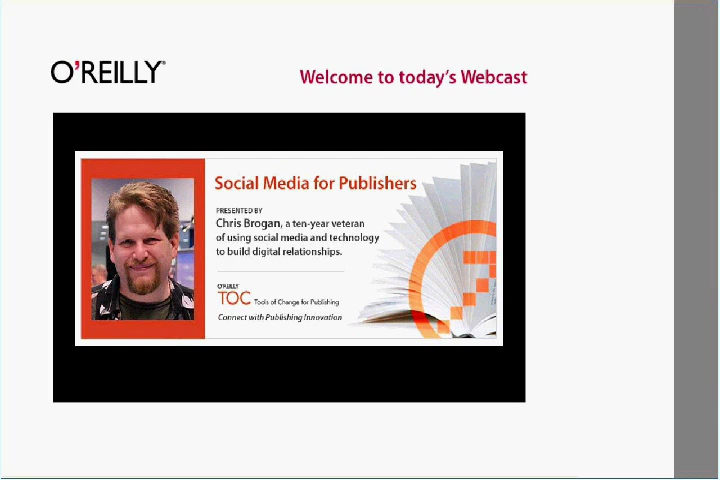 O'REILLY®
Welcome to today's Webcast
Social Media for Publishers
PRESENTED BY
Chris Brogan, a ten-year veteran
of using social media and technology
to build digital relationships.
O'REILLY
TOC Tools of Change for Publishing
Connect with Publishing Innovation